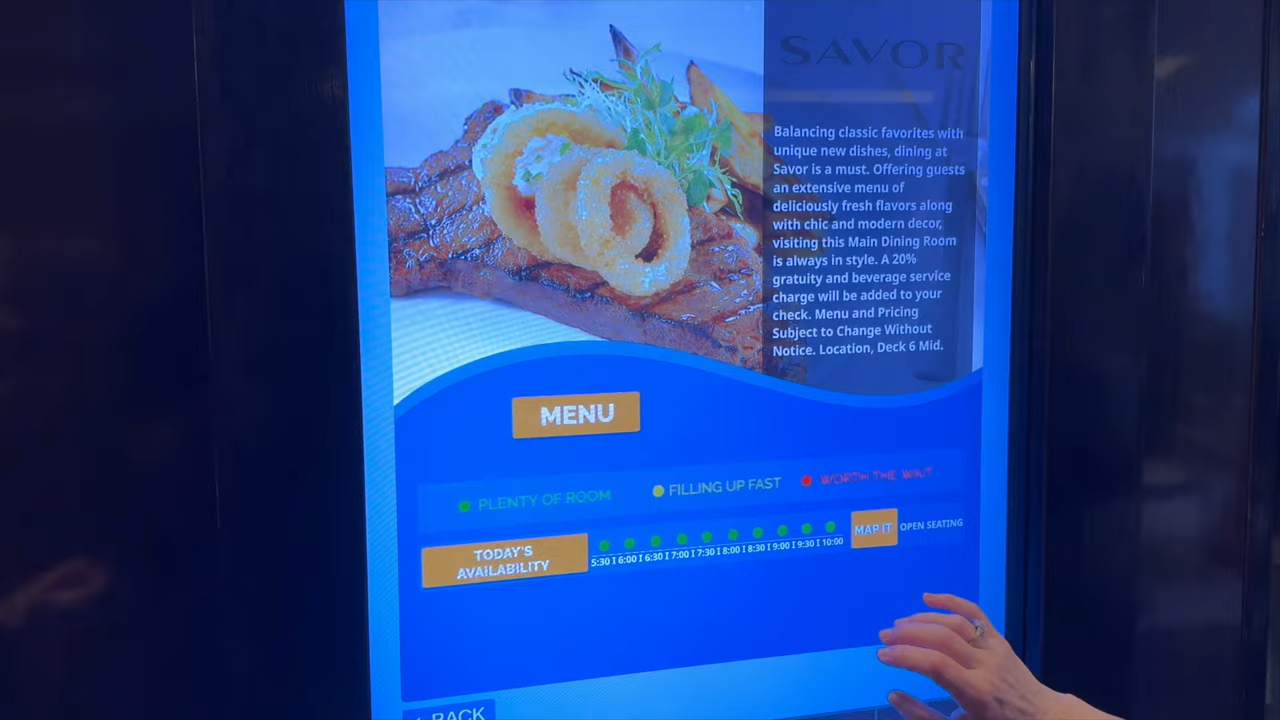 SAVOR
Balancing classic favorites with
unique new dishes, dining at
Savor is a must. Offering guests
an extensive menu of
deliciously fresh flavors along
with chic and modern decor,
visiting this Main Dining Room
is always in style. A 20%
gratuity and beverage service
charge will be added to your
check. Menu and Pricing
Subject to Change Without
Notice. Location, Deck 6 Mid.
MENU
PLENTY OF ROOM
FILLING UP FAST
WORTH THE WAIT
TODAY'S
AVAILABILITY
5:30 I 6:00 I 6:30 I 7:00 I 7:30 I 8:00 I 8:30 I 9:00 I 9:30 I 10:00
MAP IT
OPEN SEATING
BACK